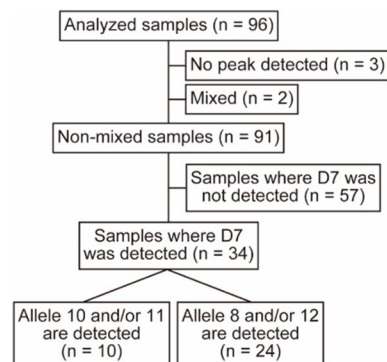 Analyzed samples (n = 96)
No peak detected (n = 3)
Mixed (n = 2)
Non-mixed samples (n = 91)
Samples where D7 was
not detected (n = 57)
Samples where D7
was detected (n = 34)
Allele 10 and/or 11
are detected
(n = 10)
Allele 8 and/or 12
are detected
(n = 24)